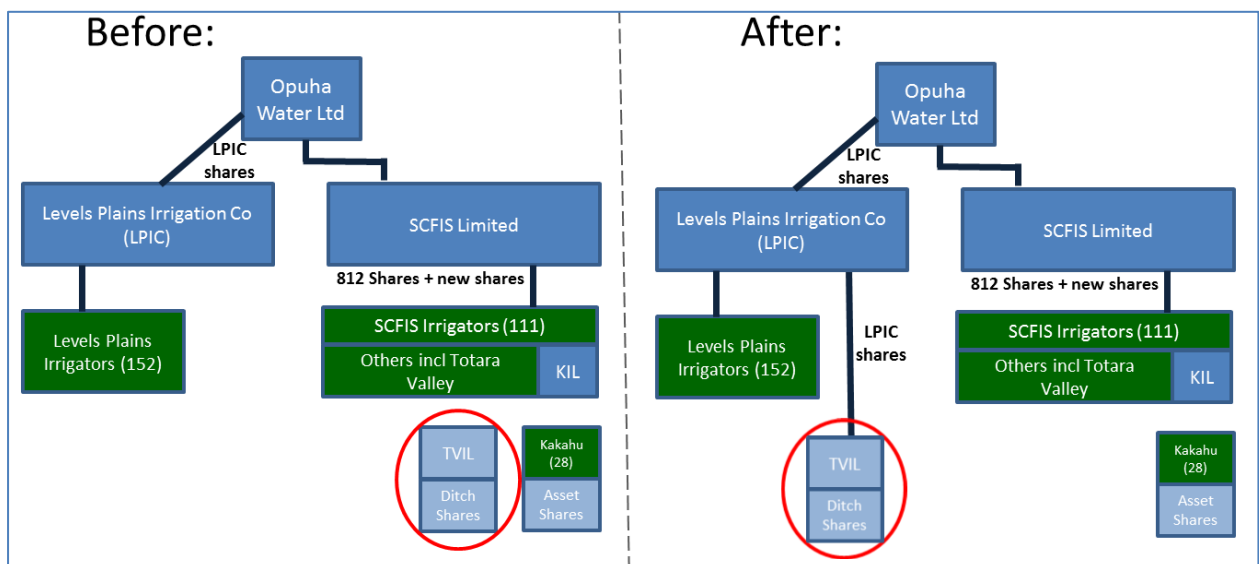 Before:
Opuha
Water Ltd
LPIC
shares
Levels Plains Irrigation Co
(LPIC)
SCFIS Limited
812 Shares + new shares
Levels Plains
Irrigators (152)
SCFIS Irrigators (111)
Others incl Totara
Valley
KIL
TVIL
Ditch
Shares
Kakahu
(28)
Asset
Shares
After:
Opuha
Water Ltd
LPIC
shares
Levels Plains Irrigation Co
(LPIC)
SCFIS Limited
812 Shares + new shares
Levels Plains
Irrigators (152)
LPIC
shares
SCFIS Irrigators (111)
Others incl Totara
Valley
KIL
TVIL
Ditch
Shares
Kakahu
(28)
Asset
Shares